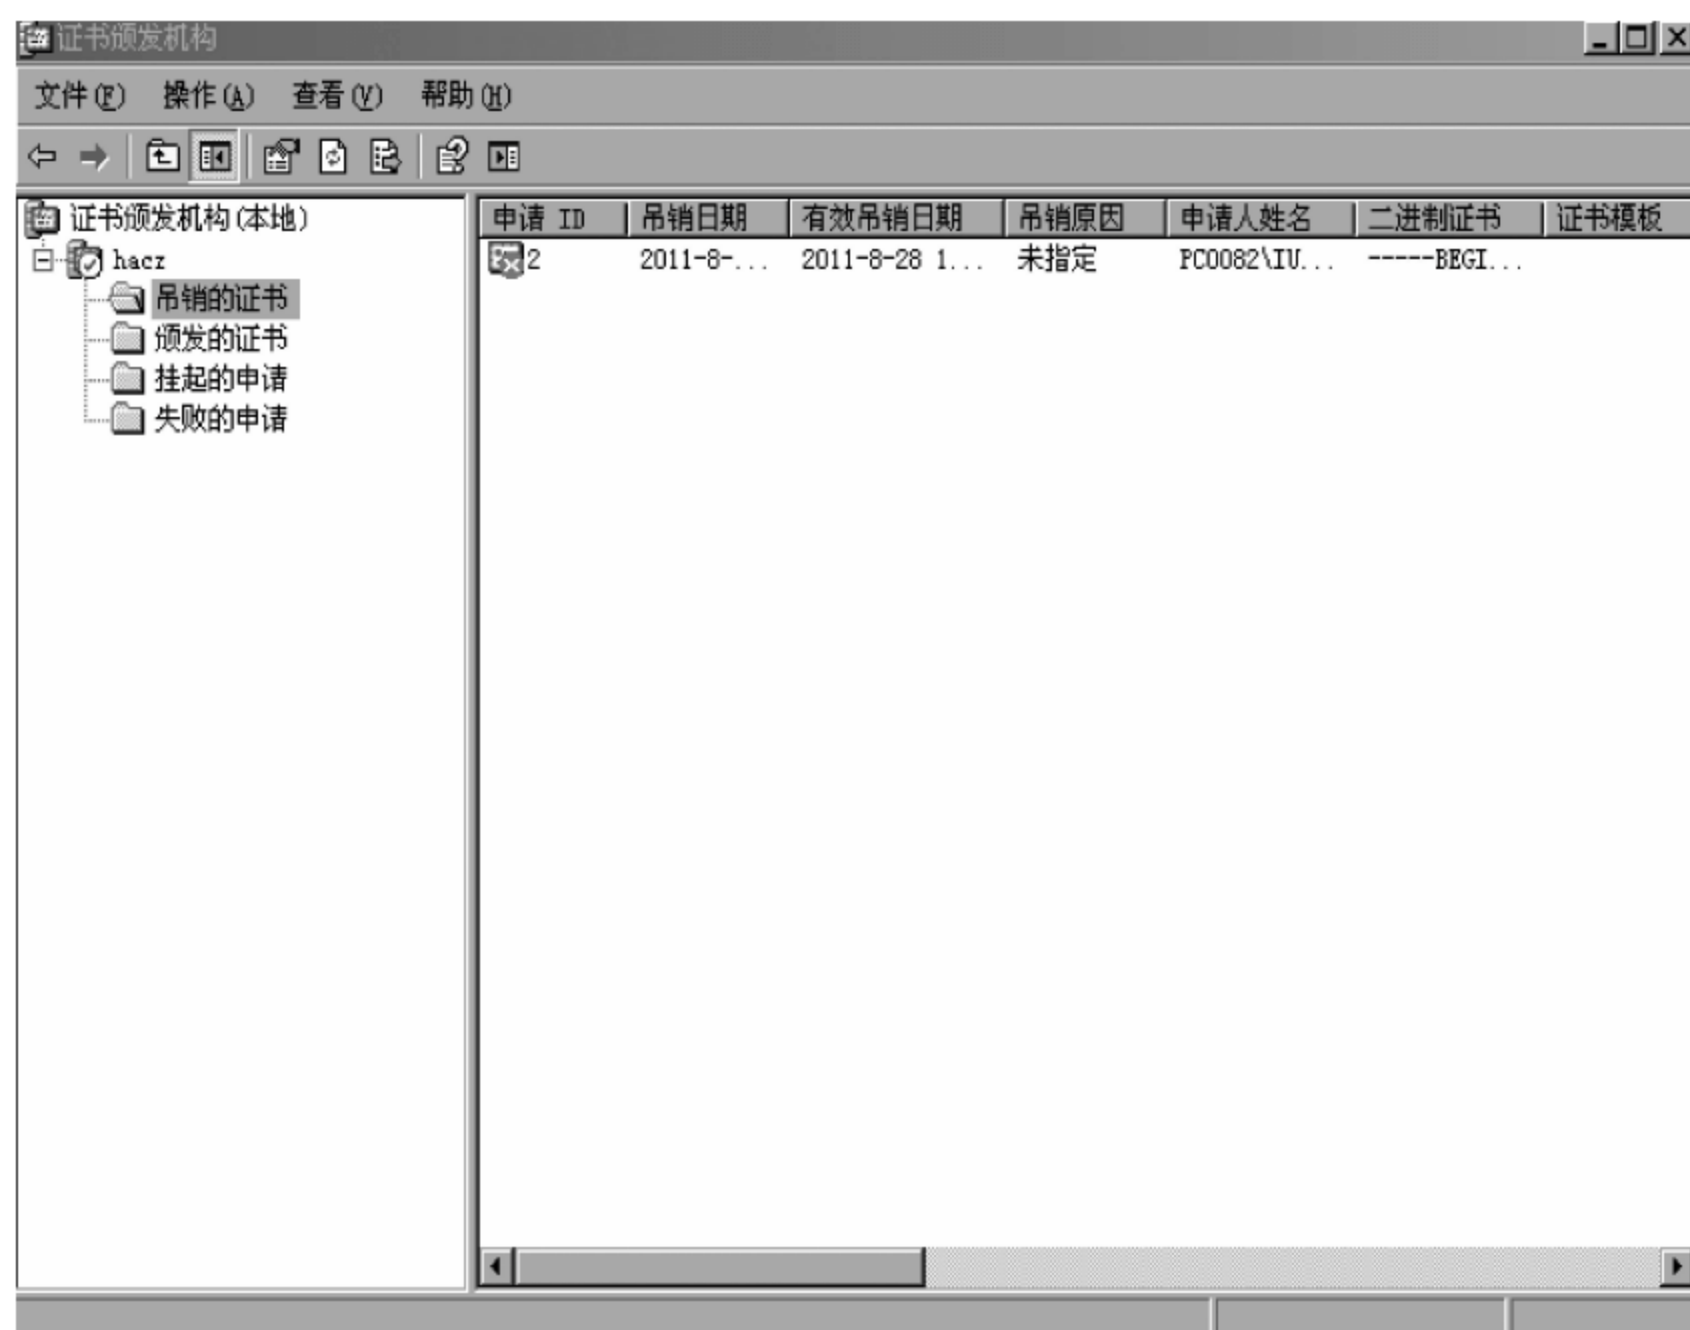 证书颁发机构
文件(F) 操作(A) 查看(V) 帮助(H)
证书颁发机构(本地)
hacz
吊销的证书
颁发的证书
挂起的申请
失败的申请
申请 ID 吊销日期 有效吊销日期 吊销原因 申请人姓名 二进制证书 证书模板
2 2011-8-... 2011-8-28 1... 未指定 PC0082\IU... -----BEGI...